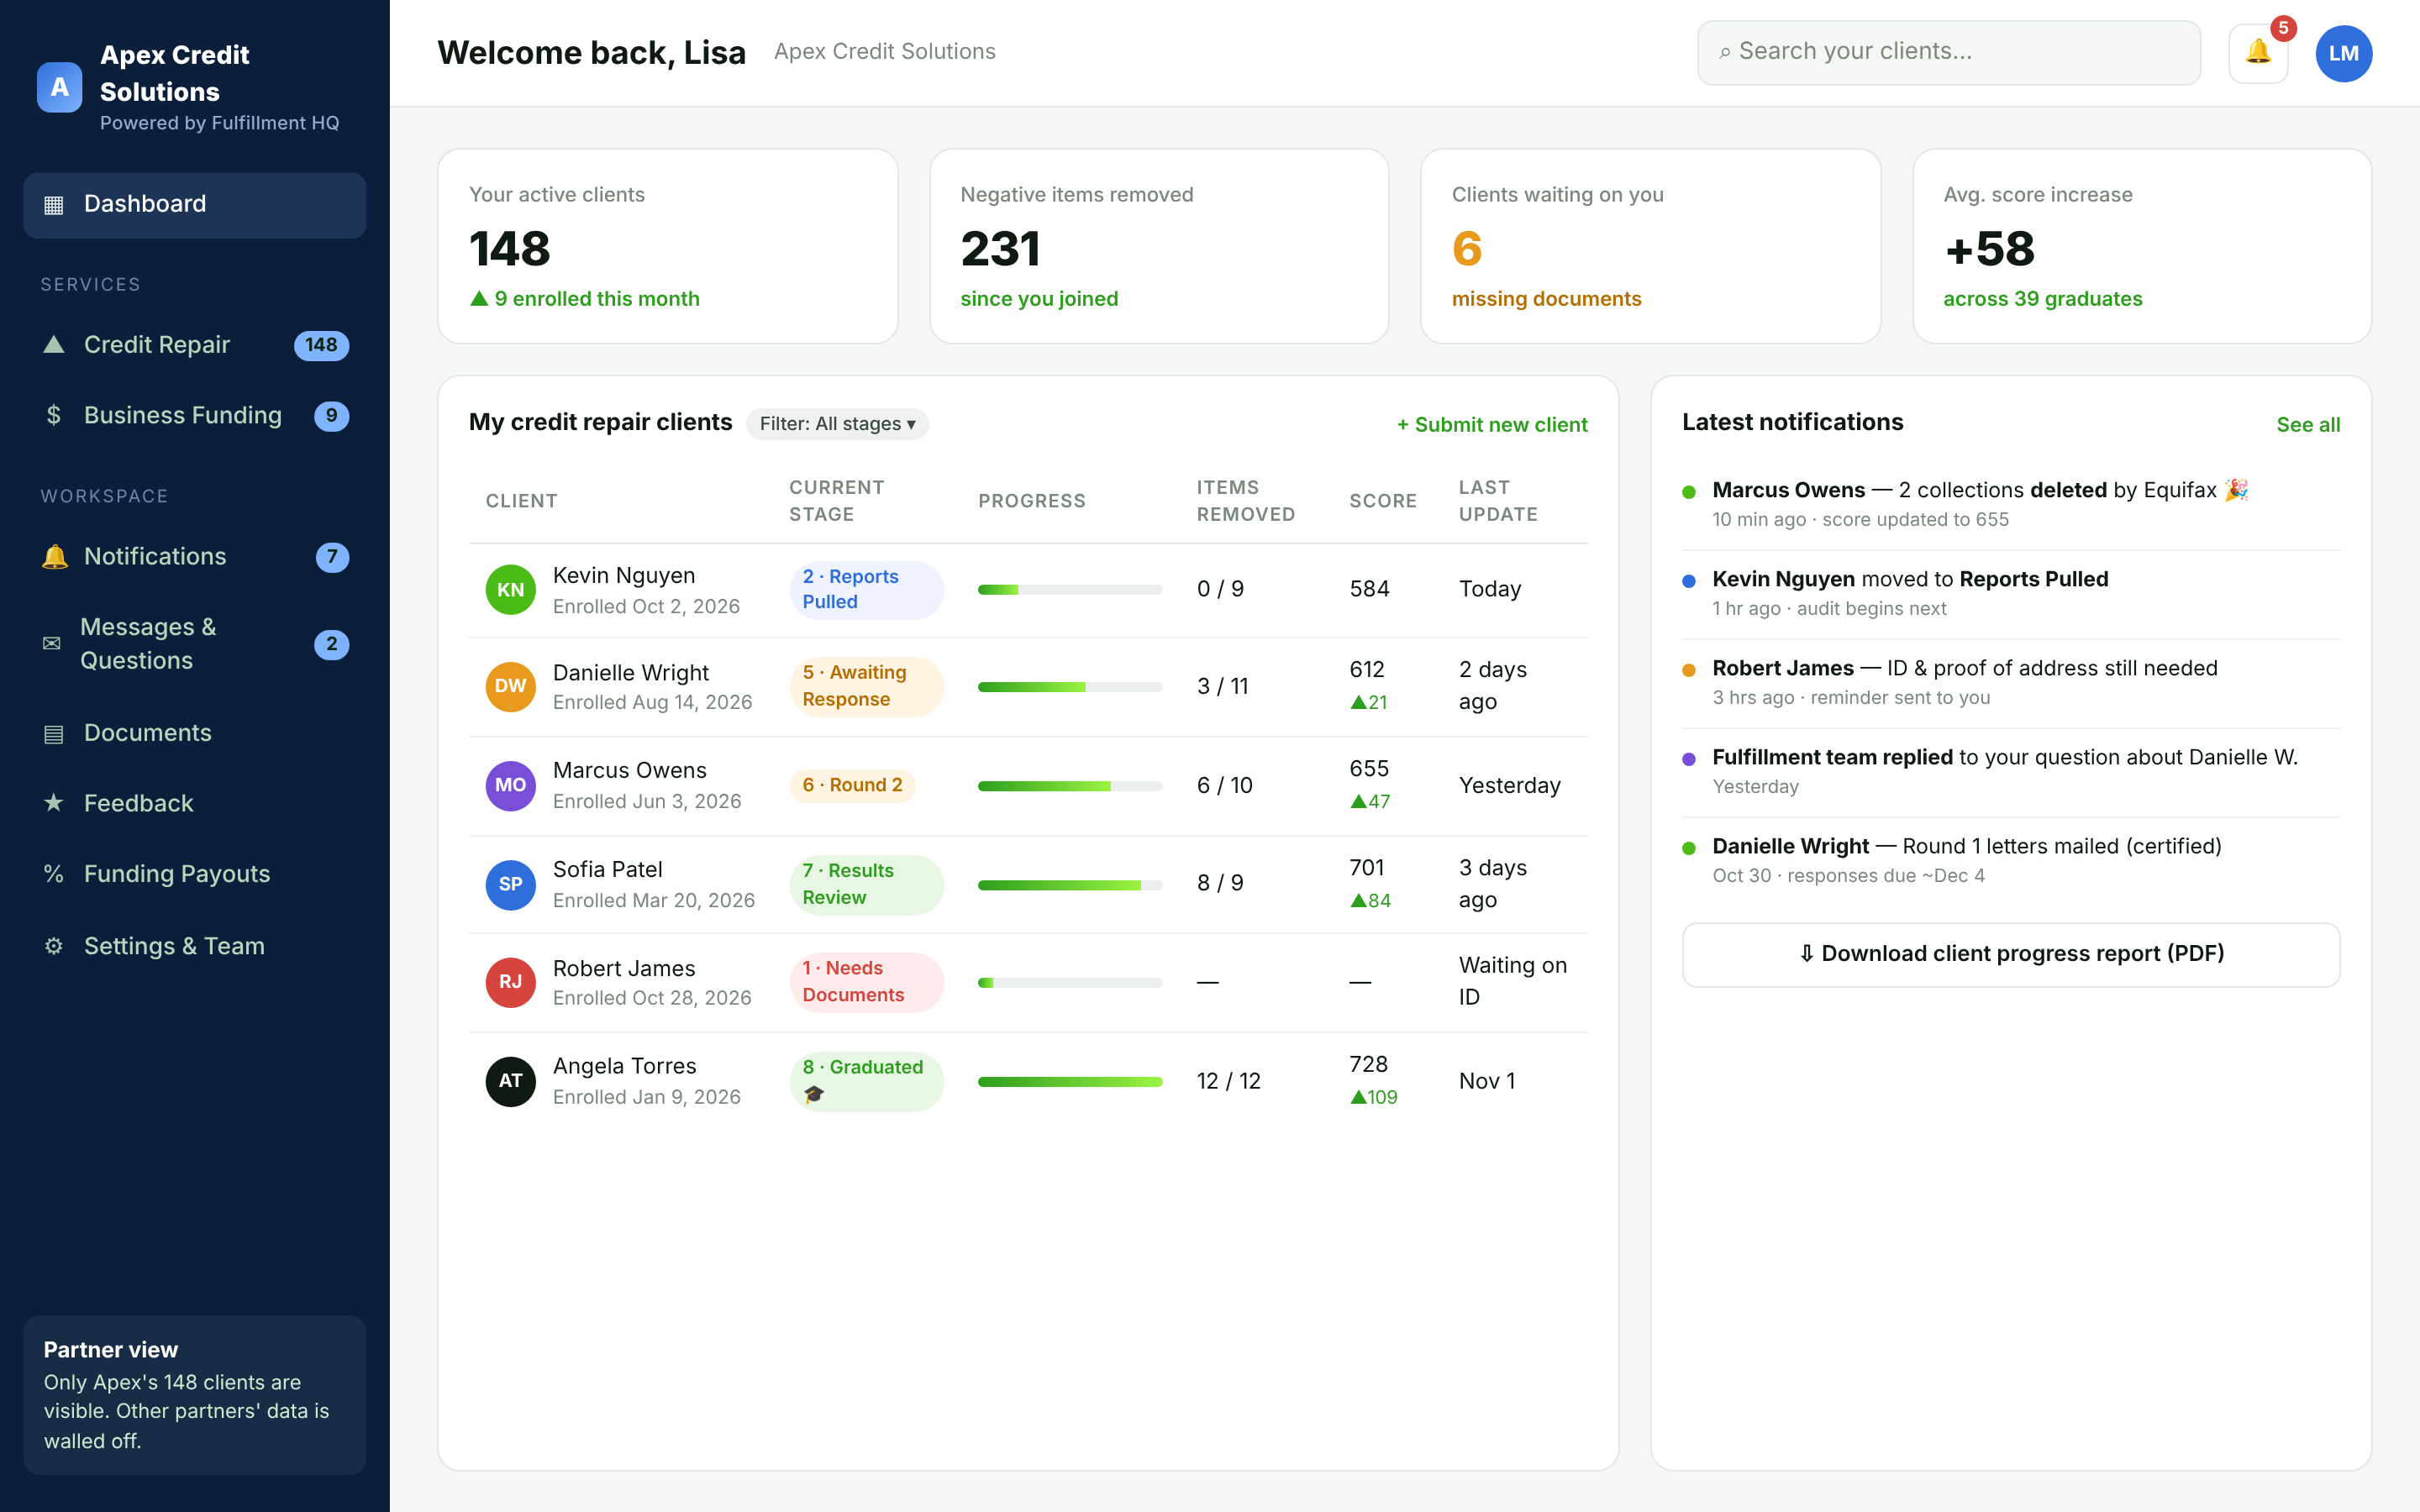 A
Apex Credit
Solutions
Powered by Fulfillment HQ
Dashboard
SERVICES
Credit Repair 148
$ Business Funding 9
WORKSPACE
🔔 Notifications 7
✉ Messages &
Questions 2
Documents
★ Feedback
% Funding Payouts
⚙ Settings & Team
Partner view
Only Apex's 148 clients are
visible. Other partners' data is
walled off.
Welcome back, Lisa Apex Credit Solutions
Search your clients...
🔔 5
LM
Your active clients
148
▲ 9 enrolled this month
Negative items removed
231
since you joined
Clients waiting on you
6
missing documents
Avg. score increase
+58
across 39 graduates
My credit repair clients Filter: All stages ▾ + Submit new client
CLIENT CURRENT STAGE PROGRESS ITEMS REMOVED SCORE LAST UPDATE
KN Kevin Nguyen
Enrolled Oct 2, 2026
2 · Reports
Pulled
0 / 9
584
Today
DW Danielle Wright
Enrolled Aug 14, 2026
5 · Awaiting
Response
3 / 11
612
▲21
2 days
ago
MO Marcus Owens
Enrolled Jun 3, 2026
6 · Round 2
6 / 10
655
▲47
Yesterday
SP Sofia Patel
Enrolled Mar 20, 2026
7 · Results
Review
8 / 9
701
▲84
3 days
ago
RJ Robert James
Enrolled Oct 28, 2026
1 · Needs
Documents
—
—
Waiting on
ID
AT Angela Torres
Enrolled Jan 9, 2026
8 · Graduated
🎓
12 / 12
728
▲109
Nov 1
Latest notifications See all
Marcus Owens — 2 collections deleted by Equifax 🎉
10 min ago · score updated to 655
Kevin Nguyen moved to Reports Pulled
1 hr ago · audit begins next
Robert James — ID & proof of address still needed
3 hrs ago · reminder sent to you
Fulfillment team replied to your question about Danielle W.
Yesterday
Danielle Wright — Round 1 letters mailed (certified)
Oct 30 · responses due ~Dec 4
⇩ Download client progress report (PDF)